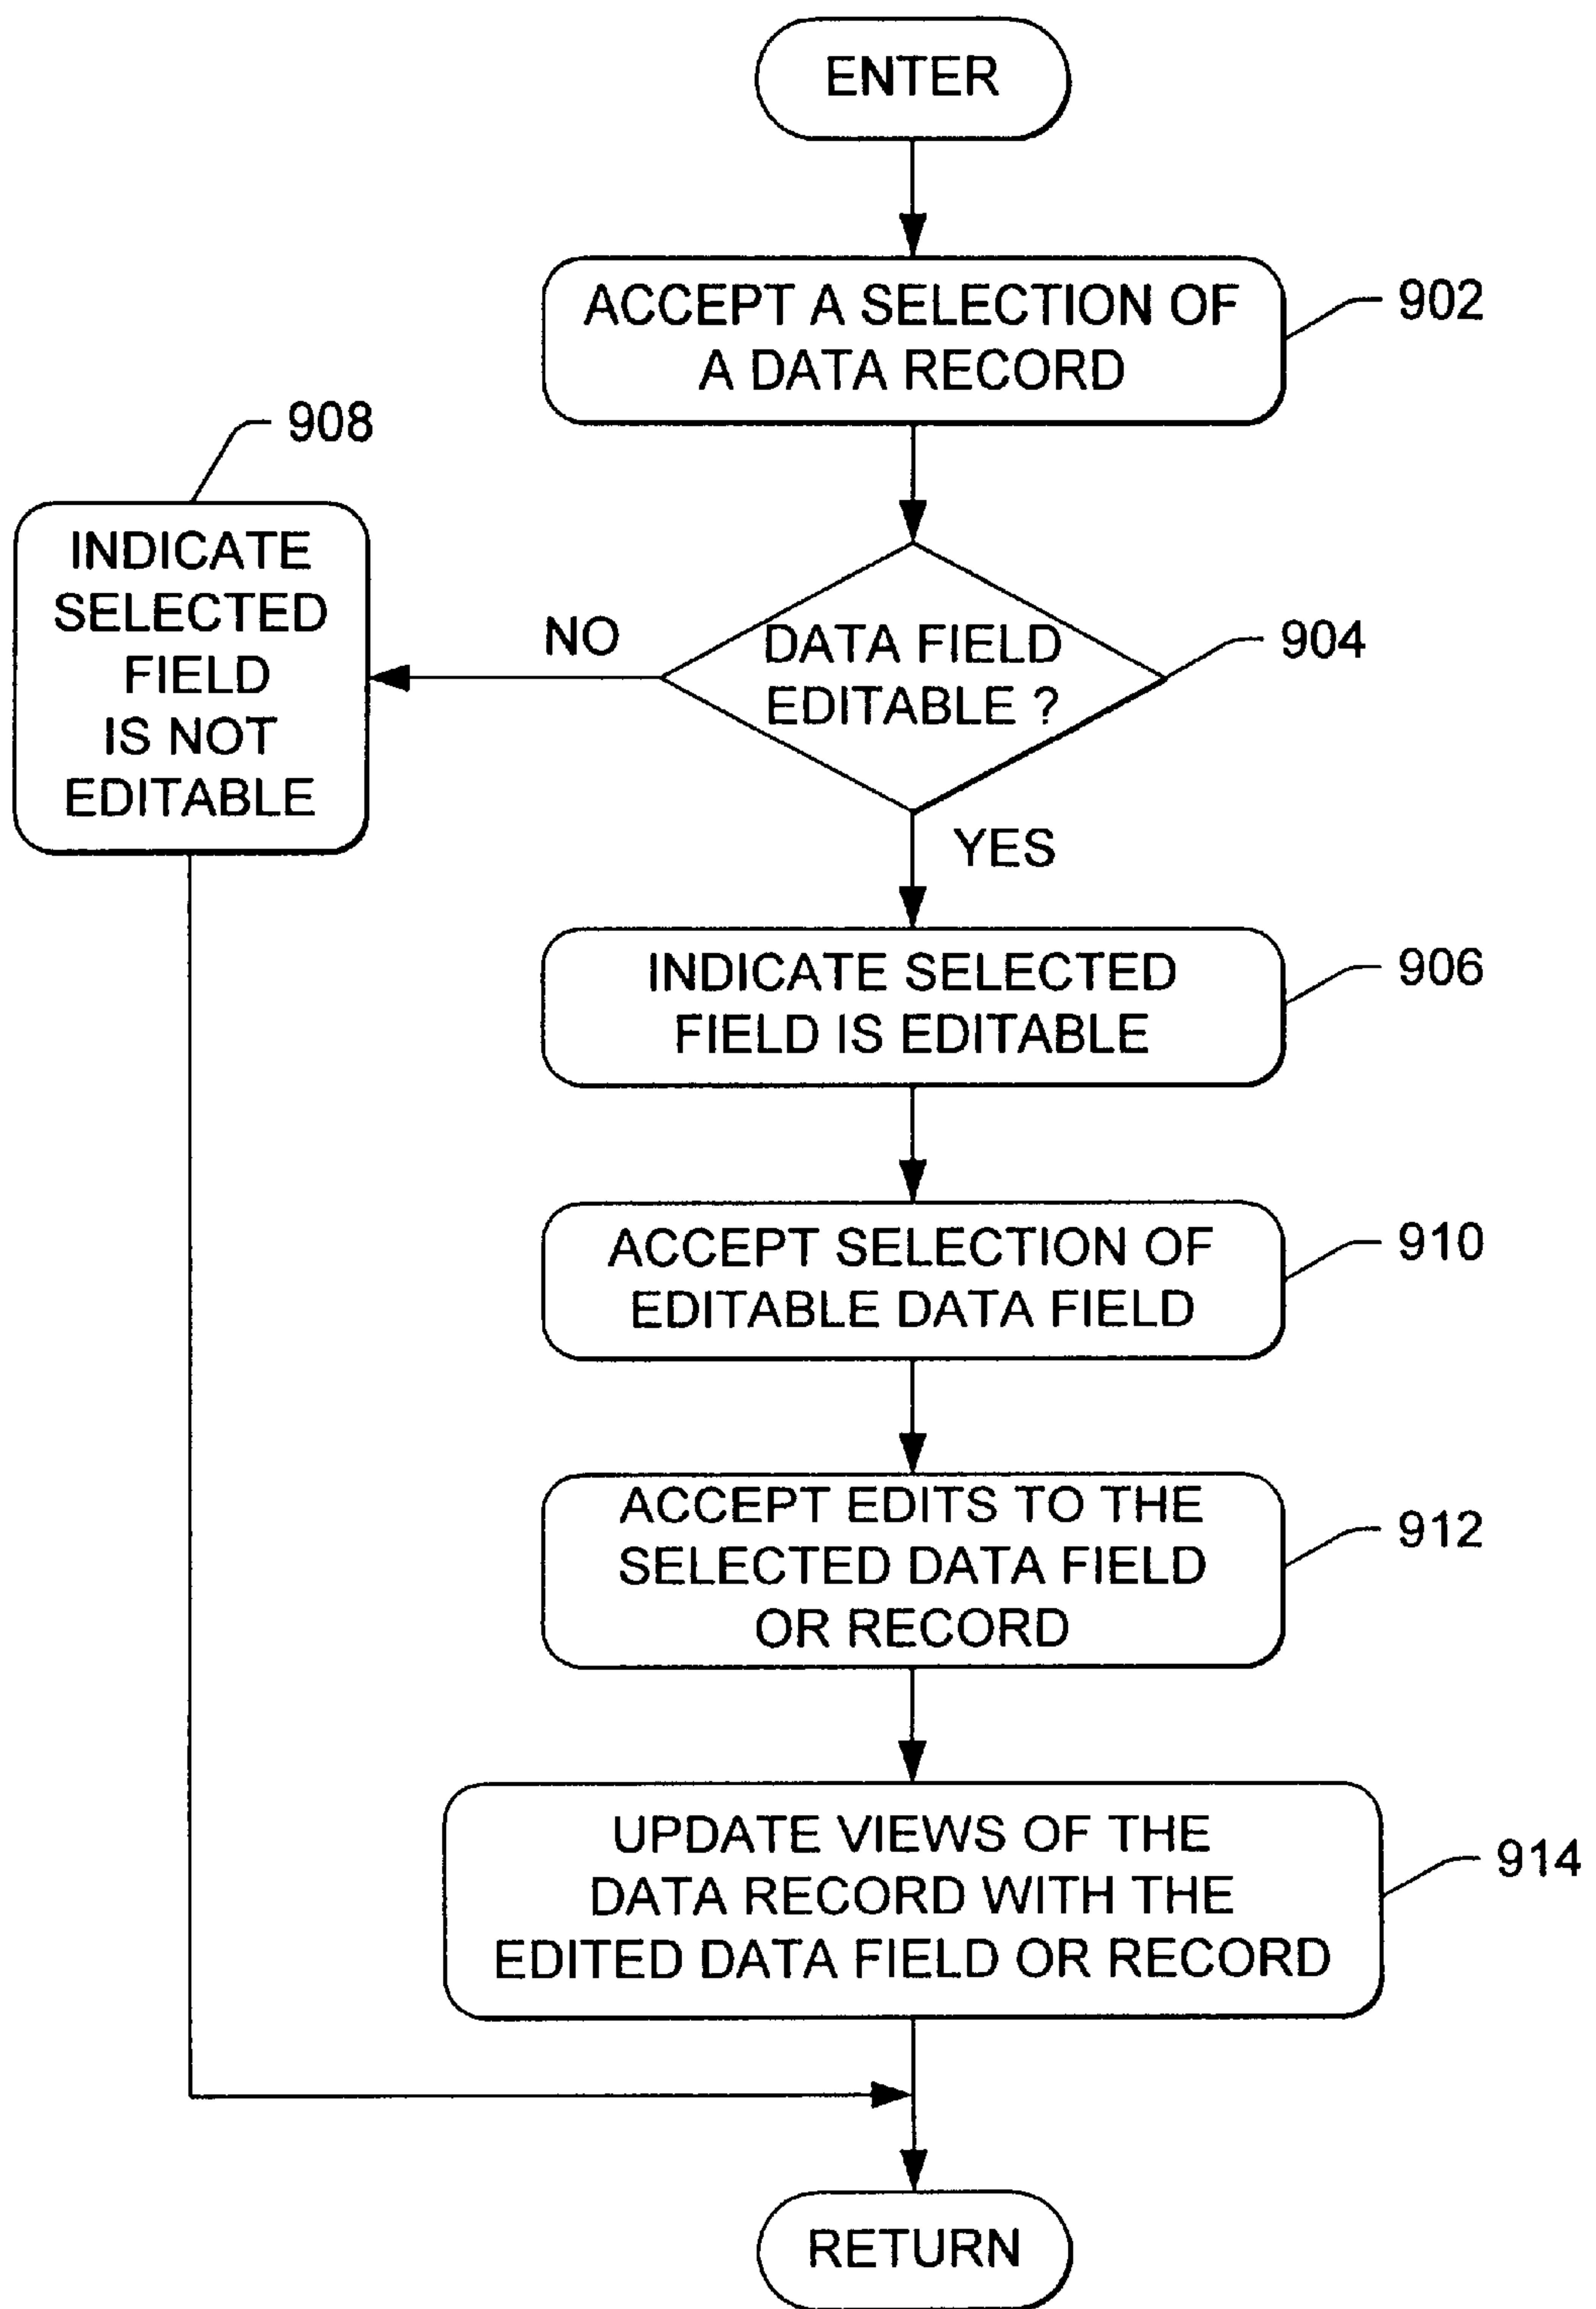 ENTER
ACCEPT A SELECTION OF
A DATA RECORD
902
908
INDICATE
SELECTED
FIELD
IS NOT
EDITABLE
NO
DATA FIELD
EDITABLE ?
904
YES
INDICATE SELECTED
FIELD IS EDITABLE
906
ACCEPT SELECTION OF
EDITABLE DATA FIELD
910
ACCEPT EDITS TO THE
SELECTED DATA FIELD
OR RECORD
912
UPDATE VIEWS OF THE
DATA RECORD WITH THE
EDITED DATA FIELD OR RECORD
914
RETURN